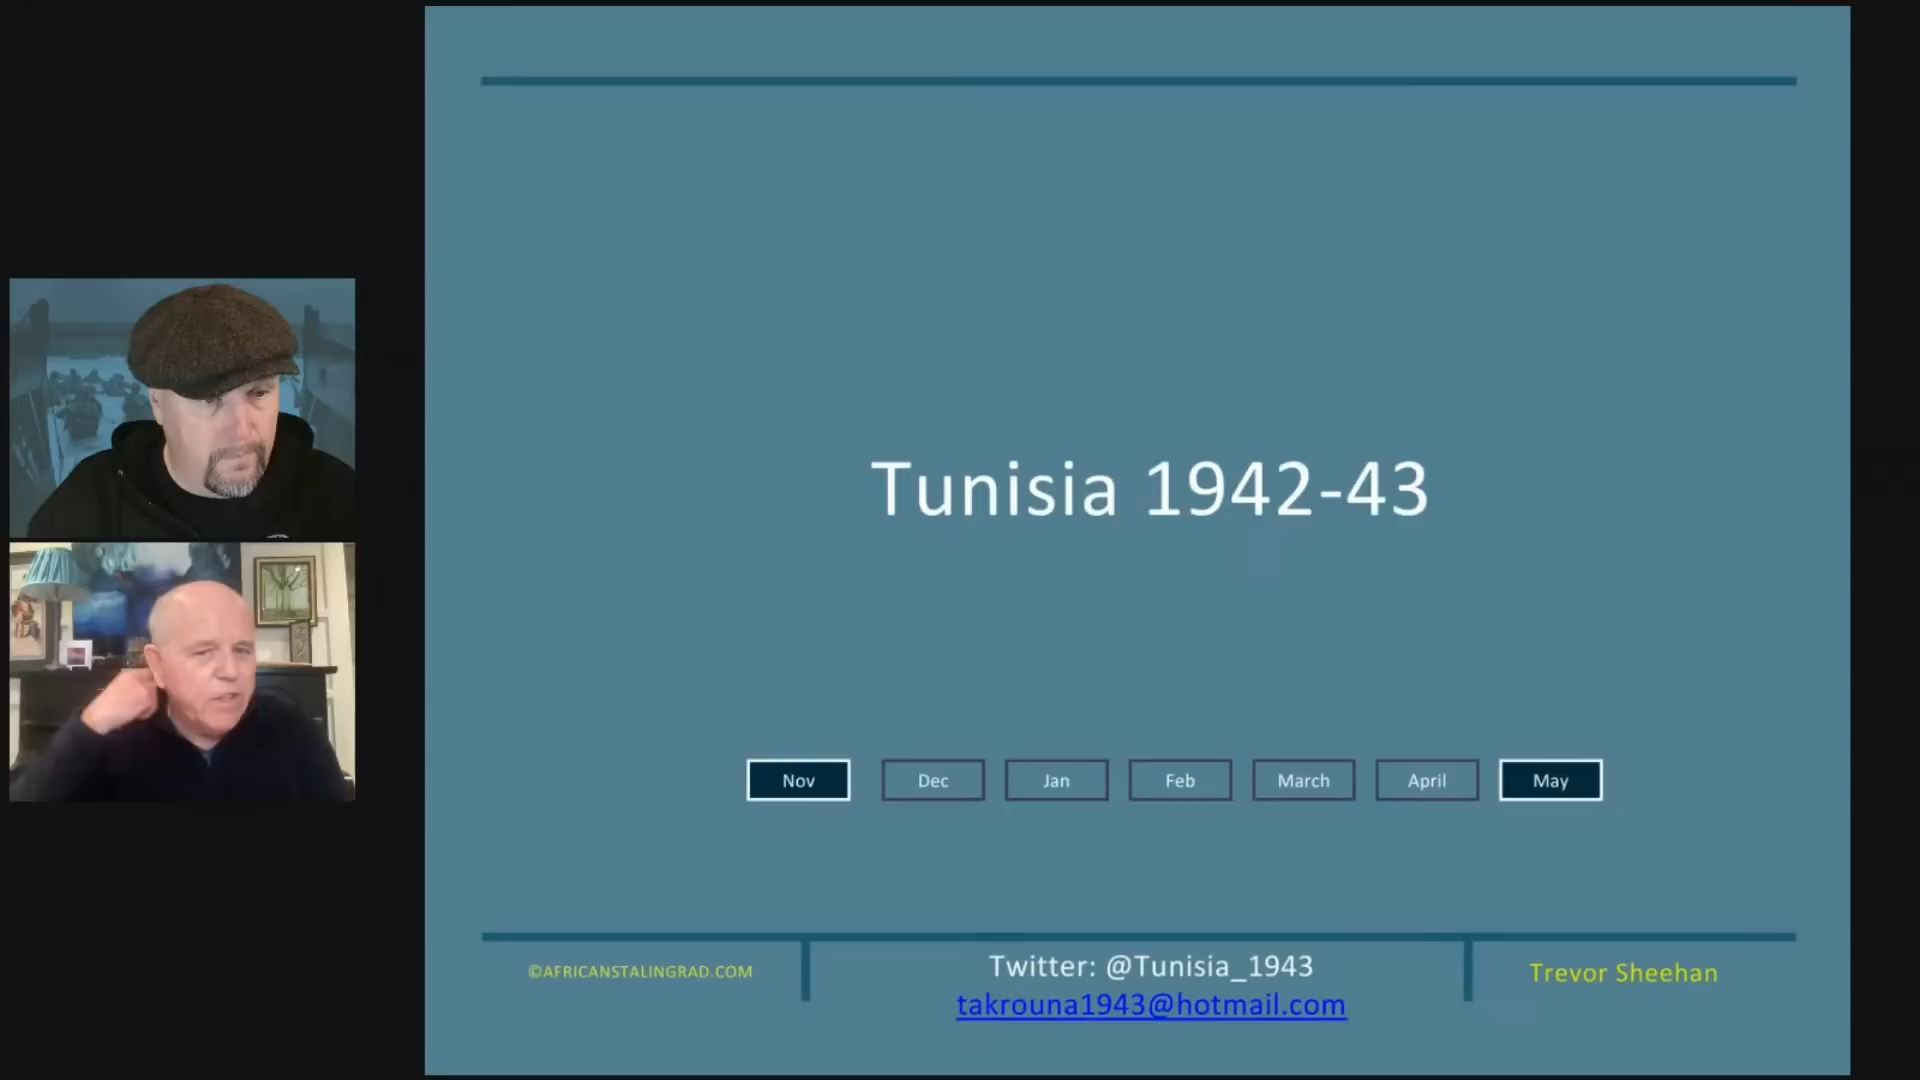 Tunisia 1942-43
Nov
Dec
Jan
Feb
March
April
May
©AFRICANSTALINGRAD.COM
Twitter: @Tunisia_1943
takrouna1943@hotmail.com
Trevor Sheehan